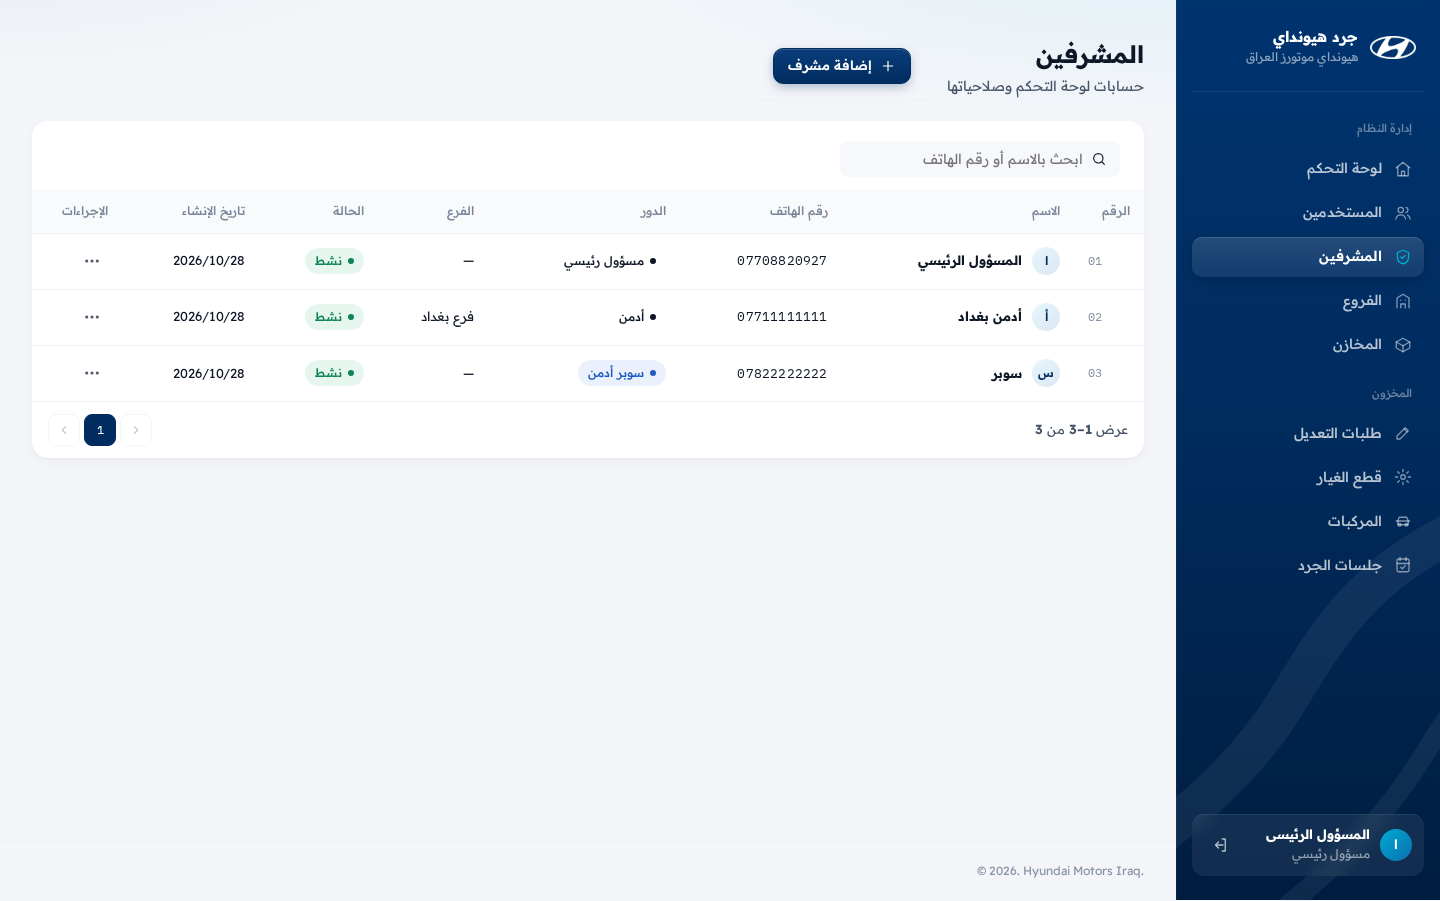 جرد هيونداي
هيونداي موتورز العراق
إدارة النظام
لوحة التحكم
المستخدمين
المشرفين
الفروع
المخازن
المخزون
طلبات التعديل
قطع الغيار
المركبات
جلسات الجرد
المسؤول الرئيسي
مسؤول رئيسي
ا
المشرفين
حسابات لوحة التحكم وصلاحياتها
إضافة مشرف
ابحث بالاسم أو رقم الهاتف
الرقم الاسم رقم الهاتف الدور الفرع الحالة تاريخ الإنشاء الإجراءات
01 ا المسؤول الرئيسي 07708820927 مسؤول رئيسي — نشط 2026/10/28
02 أ أدمن بغداد 07711111111 أدمن فرع بغداد نشط 2026/10/28
03 س سوبر 07822222222 سوبر أدمن — نشط 2026/10/28
عرض 1–3 من 3
1
© 2026. Hyundai Motors Iraq.